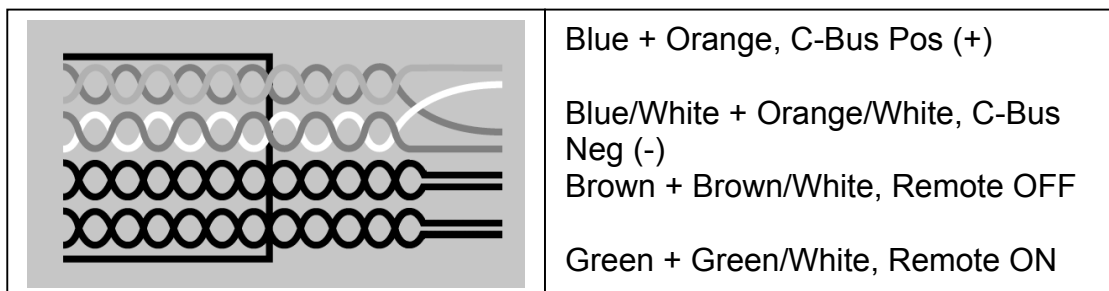 Blue + Orange, C-Bus Pos (+)
Blue/White + Orange/White, C-Bus
Neg (-)
Brown + Brown/White, Remote OFF
Green + Green/White, Remote ON